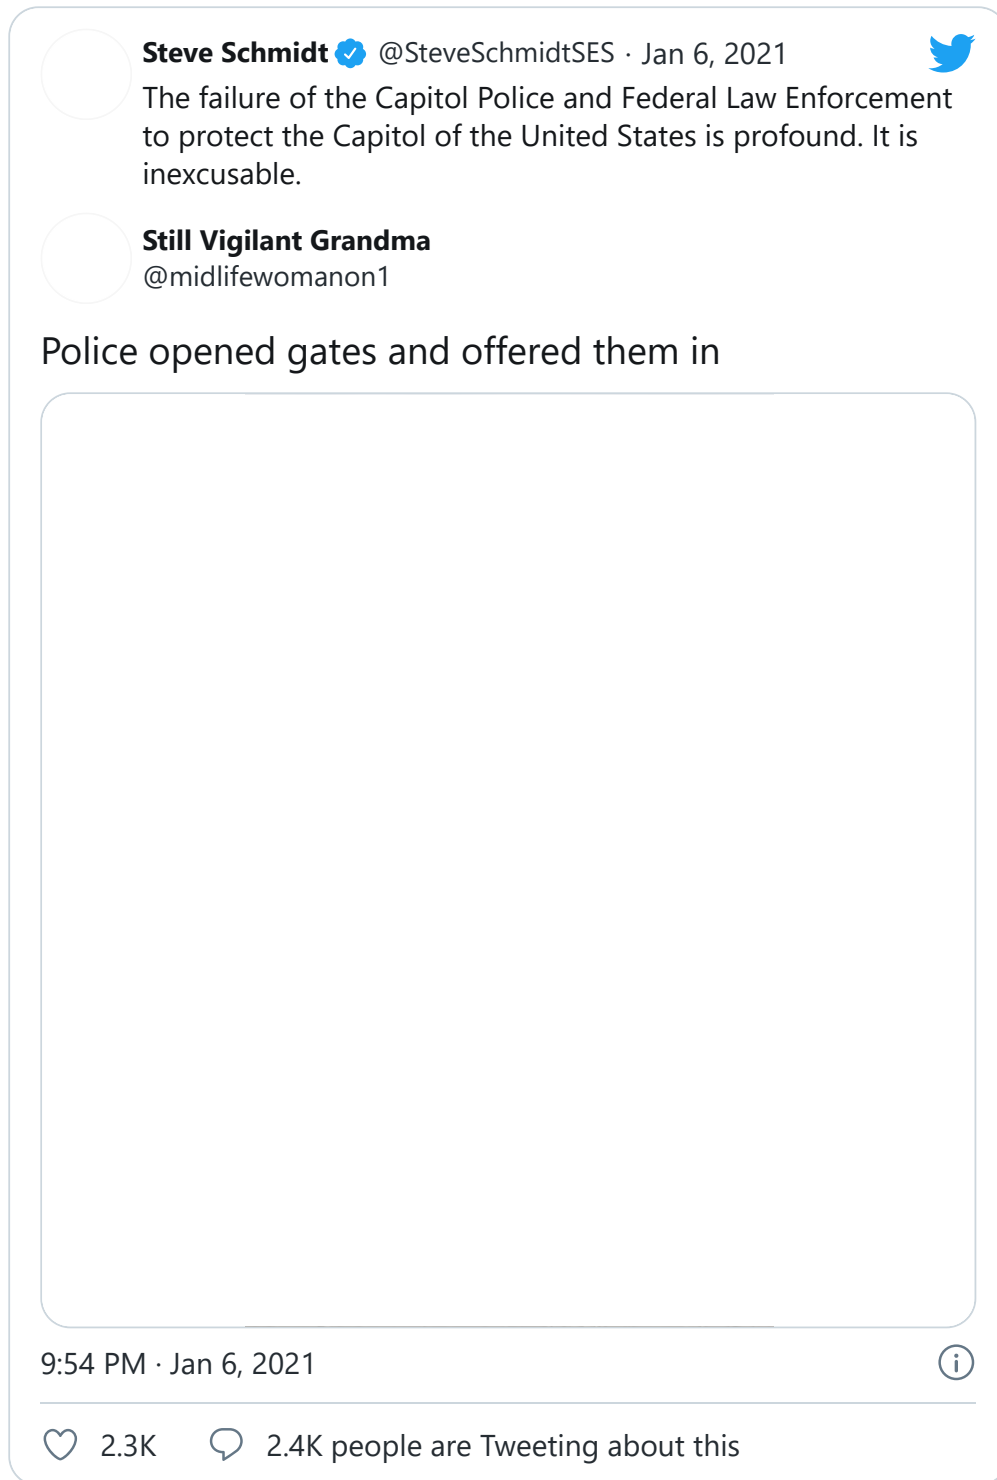 Steve Schmidt @SteveSchmidtSES · Jan 6, 2021
The failure of the Capitol Police and Federal Law Enforcement
to protect the Capitol of the United States is profound. It is
inexcusable.
Still Vigilant Grandma
@midlifewomanon1
Police opened gates and offered them in
9:54 PM · Jan 6, 2021
2.3K 2.4K people are Tweeting about this